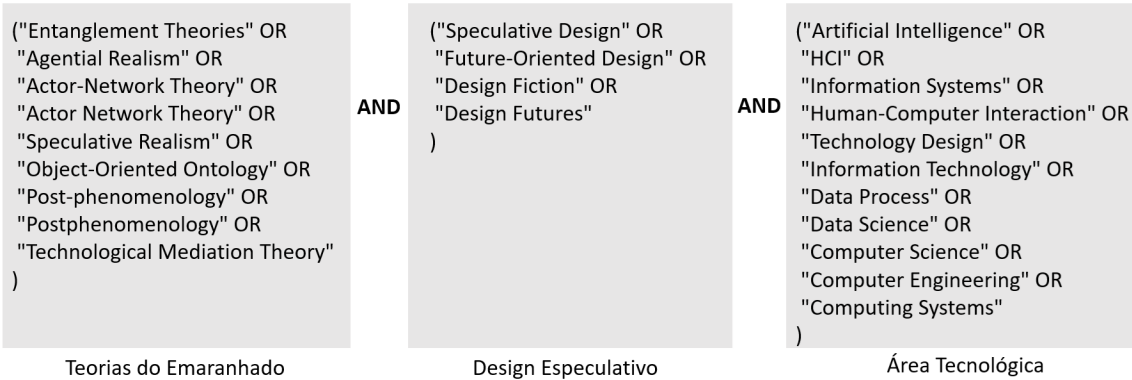 ("Entanglement Theories" OR
"Agential Realism" OR
"Actor-Network Theory" OR
"Actor Network Theory" OR
"Speculative Realism" OR
"Object-Oriented Ontology" OR
"Post-phenomenology" OR
"Postphenomenology" OR
"Technological Mediation Theory"
)
Teorias do Emaranhado
AND
("Speculative Design" OR
"Future-Oriented Design" OR
"Design Fiction" OR
"Design Futures"
)
Design Especulativo
AND
("Artificial Intelligence" OR
"HCI" OR
"Information Systems" OR
"Human-Computer Interaction" OR
"Technology Design" OR
"Information Technology" OR
"Data Process" OR
"Data Science" OR
"Computer Science" OR
"Computer Engineering" OR
"Computing Systems"
)
Área Tecnológica